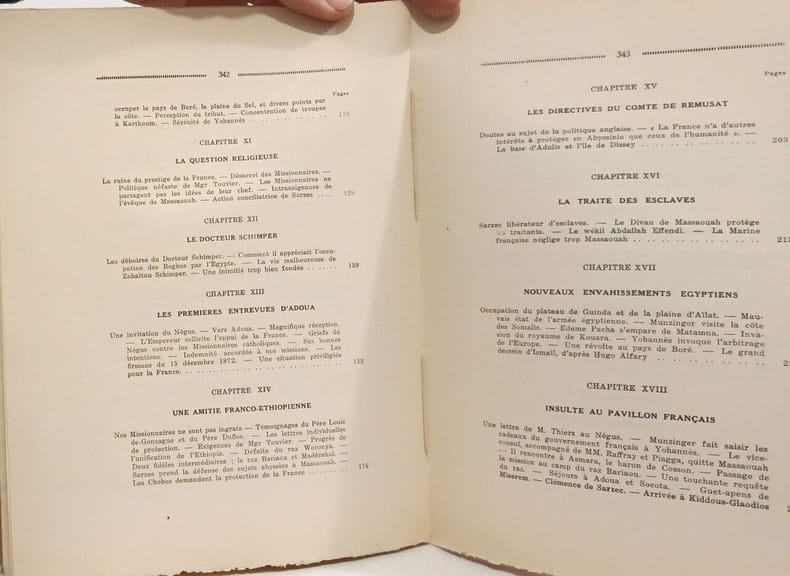 342
Pages
occuper le pays de Boré, la plaine du Sel, et divers points sur
la côte. — Perception du tribut. — Concentration de troupes
à Karthoum. — Sérénité de Yohannès . . . . . . . . . . . . 119
CHAPITRE XI
LA QUESTION RELIGIEUSE
La ruine du prestige de la France. — Désarroi des Missionnaires. —
Politique néfaste de Mgr Touvier. — Les Missionnaires ne
partagent pas les idées de leur chef. — Intransigeance de
l'évêque de Massaouah. — Action conciliatrice de Sarzec .... 129
CHAPITRE XII
LE DOCTEUR SCHIMPER
Les déboires du Docteur Schimper. — Comment il appréciait l'occu-
pation des Boghos par l'Egypte. — La vie malheureuse de
Zahaïtou Schimper. — Une inimitié trop bien fondée . . . . . 139
CHAPITRE XIII
LES PREMIERES ENTREVUES D'ADOUA
Une invitation du Négus. — Vers Adoua. — Magnifique réception.
— L'Empereur sollicite l'appui de la France. — Griefs du
Négus contre les Missionnaires catholiques. — Ses bonnes
intentions. — Indemnité accordée à nos missions. — Les
firmans du 15 décembre 1872. — Une situation priviligiée
pour la France. . . . . . . . . . . . . . . . . . . . 153
CHAPITRE XIV
UNE AMITIE FRANCO-ETHIOPIENNE
Nos Missionnaires ne sont pas ingrats — Témoignages du Père Louis
de-Gonzague et du Père Duflos. — Les lettres individuelles
de protection. — Exigences de Mgr Touvier. — Progrès de
l'unification de l'Ethiopie. — Défaite du raz Woronya. —
Deux fidèles intermédiaires : le raz Bariaou et Madérakal. —
Sarzec prend la défense des sujets abyssins à Massaouah. —
Les Chohos demandent la protection de la France . . . . . . . 176
343
Pages
CHAPITRE XV
LES DIRECTIVES DU COMTE DE REMUSAT
Doutes au sujet de la politique anglaise. — « La France n'a d'autres
intérêts à protéger en Abyssinie que ceux de l'humanité ». —
La baie d'Adulis et l'île de Dissey . . . . . . . . . . . . 203
CHAPITRE XVI
LA TRAITE DES ESCLAVES
Sarzec libérateur d'esclaves. — Le Divan de Massaouah protège
les traitants. — Le wékil Abdallah Effendi. — La Marine
française néglige trop Massaouah . . . . . . . . . . . . . .
CHAPITRE XVII
NOUVEAUX ENVAHISSEMENTS EGYPTIENS
Occupation du plateau de Guinda et de la plaine d'Aïlat. — Mau-
vais état de l'armée égyptienne. — Munzinger visite la côte
des Somalis. — Edeme Pacha s'empare de Matamna. — Inva-
sion du royaume de Kouara. — Yohannès invoque l'arbitrage
de l'Europe. — Une révolte au pays de Boré. — Le grand
dessein d'Ismaïl, d'après Hugo Alfary . . . . . . . . . . . .
CHAPITRE XVIII
INSULTE AU PAVILLON FRANÇAIS
Une lettre de M. Thiers au Négus. — Munzinger fait saisir les
cadeaux du gouvernement français à Yohannès. — Le vice-
consul, accompagné de MM. Raffray et Piagga, quitte Massaouah
— Il rencontre à Asmara, le baron de Cosson. — Passage de
la mission au camp du raz Bariaou. — Une touchante requête
du raz. — Séjours à Adoua et Socota. — Guet-apens de
Miserem. — Clémence de Sarzec. — Arrivée à Kiddous-Glaodios